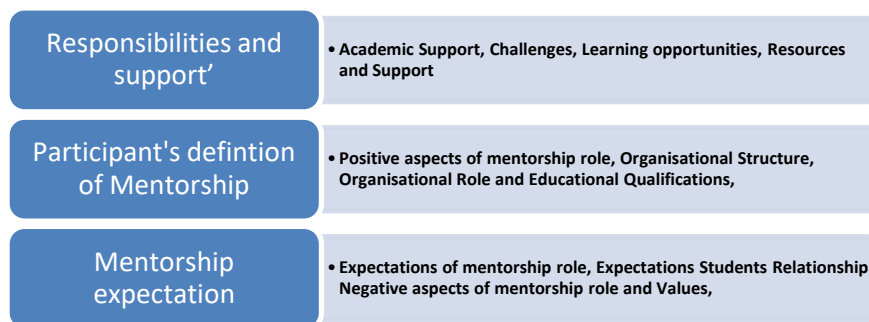 Responsibilities and
support’
• Academic Support, Challenges, Learning opportunities, Resources
and Support
Participant's defintion
of Mentorship
• Positive aspects of mentorship role, Organisational Structure,
Organisational Role and Educational Qualifications,
Mentorship
expectation
• Expectations of mentorship role, Expectations Students Relationship
Negative aspects of mentorship role and Values,